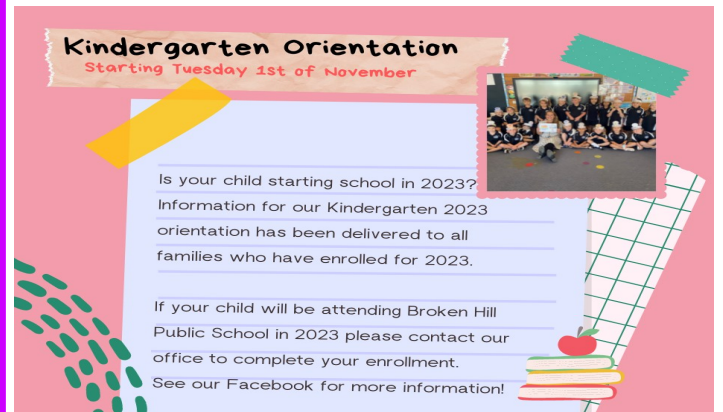 Kindergarten Orientation
Starting Tuesday 1st of November
Is your child starting school in 2023?
Information for our Kindergarten 2023
orientation has been delivered to all
families who have enrolled for 2023.
If your child will be attending Broken Hill
Public School in 2023 please contact our
office to complete your enrollment.
See our Facebook for more information!